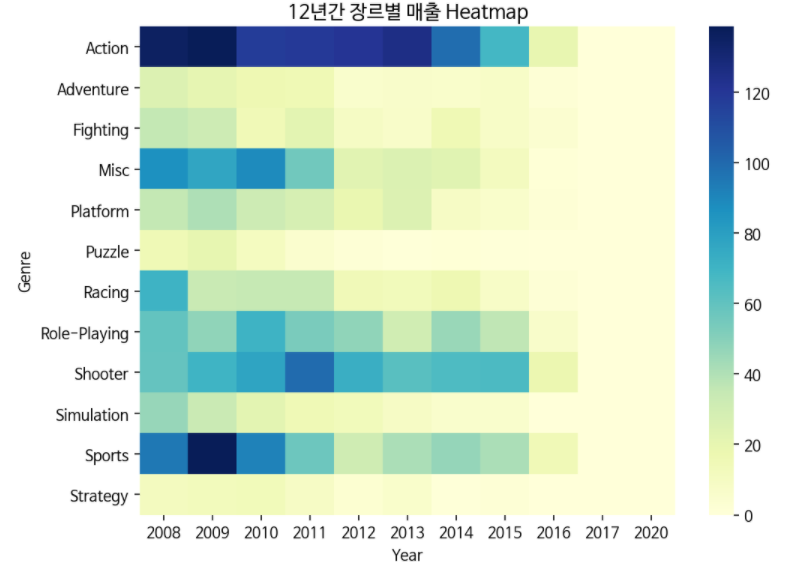 12년간 장르별 매출 Heatmap
Genre
Action
Adventure
Fighting
Misc
Platform
Puzzle
Racing
Role-Playing
Shooter
Simulation
Sports
Strategy
2008 2009 2010 2011 2012 2013 2014 2015 2016 2017 2020
Year
120
100
80
60
40
20
0